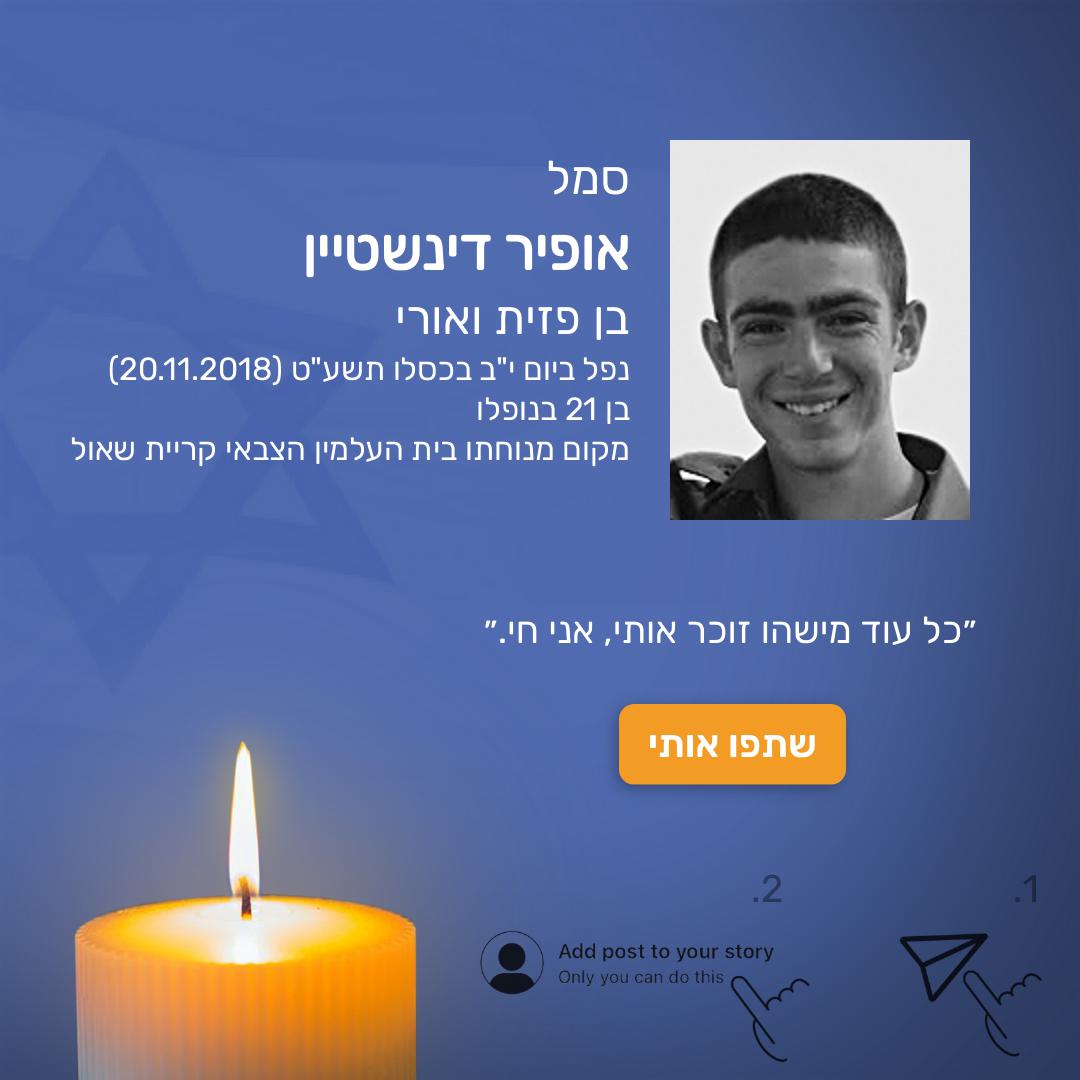 סמל
אופיר דינשטיין
בן פזית ואורי
נפל ביום י"ב בכסלו תשע"ט (20.11.2018)
בן 21 בנופלו
מקום מנוחתו בית העלמין הצבאי קריית שאול
״כל עוד מישהו זוכר אותי, אני חי.״
שתפו אותי
1.
2.
Add post to your story
Only you can do this